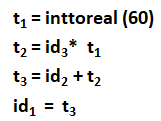 t₁ = inttoreal (60)
t₂ = id₃* t₁
t₃ = id₂ + t₂
id₁ = t₃